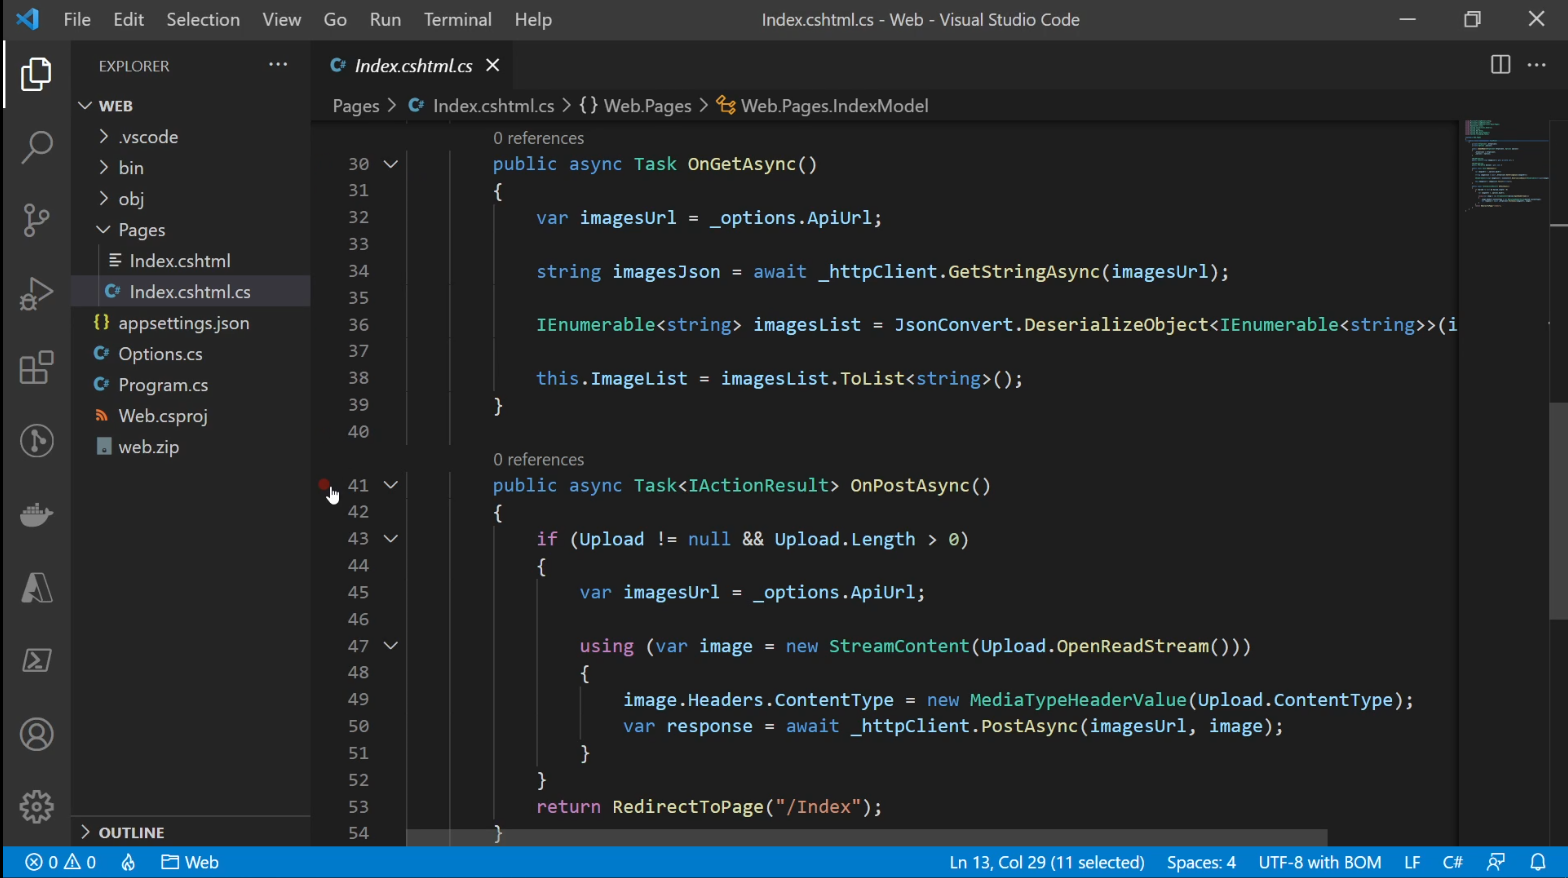 File Edit Selection View Go Run Terminal Help
Index.cshtml.cs - Web - Visual Studio Code
EXPLORER
WEB
.vscode
bin
obj
Pages
Index.cshtml
Index.cshtml.cs
appsettings.json
Options.cs
Program.cs
Web.csproj
web.zip
OUTLINE
Index.cshtml.cs
Pages > Index.cshtml.cs > {} Web.Pages > Web.Pages.IndexModel
0 references
30 public async Task OnGetAsync()
31 {
32 var imagesUrl = _options.ApiUrl;
33
34 string imagesJson = await _httpClient.GetStringAsync(imagesUrl);
35
36 IEnumerable<string> imagesList = JsonConvert.DeserializeObject<IEnumerable<string>>(i
37
38 this.ImageList = imagesList.ToList<string>();
39 }
40
0 references
41 public async Task<IActionResult> OnPostAsync()
42 {
43 if (Upload != null && Upload.Length > 0)
44 {
45 var imagesUrl = _options.ApiUrl;
46
47 using (var image = new StreamContent(Upload.OpenReadStream()))
48 {
49 image.Headers.ContentType = new MediaTypeHeaderValue(Upload.ContentType);
50 var response = await _httpClient.PostAsync(imagesUrl, image);
51 }
52 }
53 return RedirectToPage("/Index");
54 }
0 0 Web
Ln 13, Col 29 (11 selected) Spaces: 4 UTF-8 with BOM LF C#